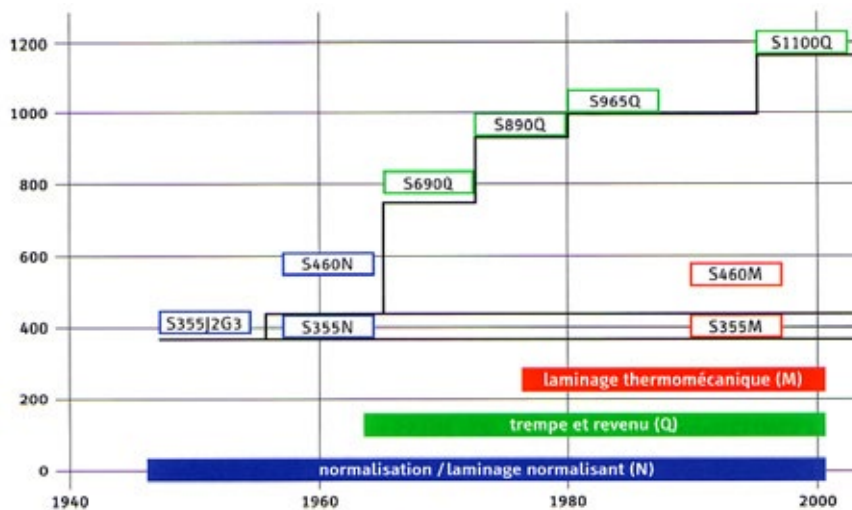 1200
S1100Q
S965Q
1000
S890Q
800
S690Q
600
S460N
S460M
400
S355J2G3
S355N
S355M
laminage thermomécanique (M)
200
trempe et revenu (Q)
0
normalisation / laminage normalisant (N)
1940
1960
1980
2000